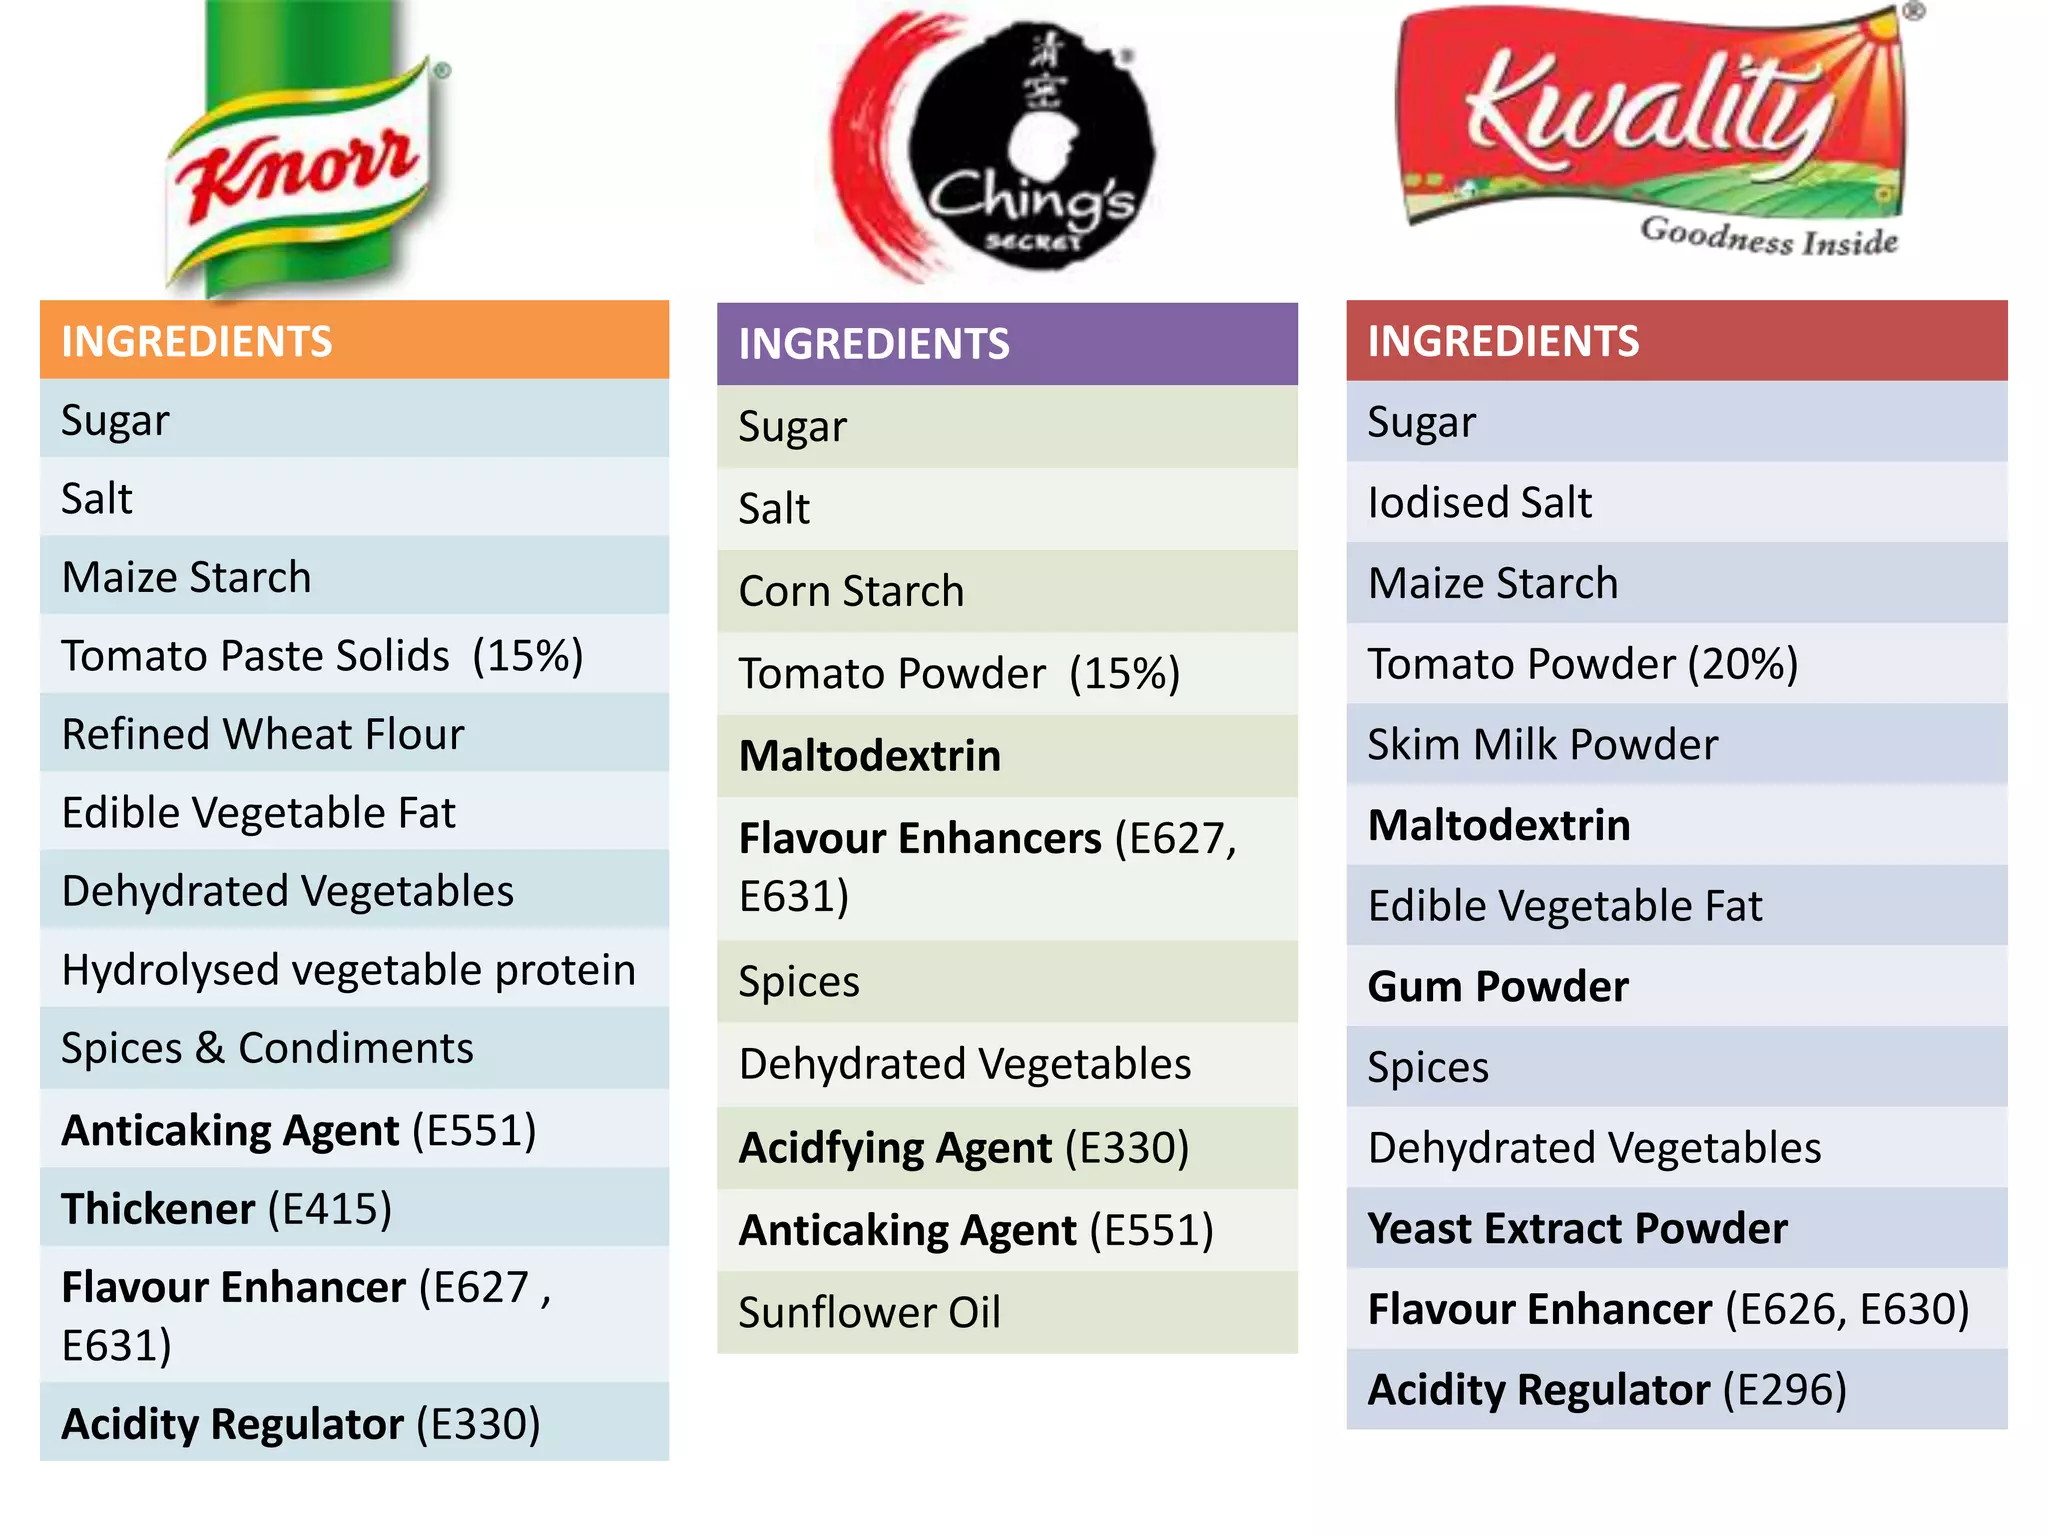 Knorr®
清
Ching's
SECRET
®
Kwality®
Goodness Inside
INGREDIENTS
Sugar
Salt
Maize Starch
Tomato Paste Solids  (15%)
Refined Wheat Flour
Edible Vegetable Fat
Dehydrated Vegetables
Hydrolysed vegetable protein
Spices & Condiments
Anticaking Agent (E551)
Thickener (E415)
Flavour Enhancer (E627 ,
E631)
Acidity Regulator (E330)
INGREDIENTS
Sugar
Salt
Corn Starch
Tomato Powder  (15%)
Maltodextrin
Flavour Enhancers (E627,
E631)
Spices
Dehydrated Vegetables
Acidfying Agent (E330)
Anticaking Agent (E551)
Sunflower Oil
INGREDIENTS
Sugar
Iodised Salt
Maize Starch
Tomato Powder (20%)
Skim Milk Powder
Maltodextrin
Edible Vegetable Fat
Gum Powder
Spices
Dehydrated Vegetables
Yeast Extract Powder
Flavour Enhancer (E626, E630)
Acidity Regulator (E296)